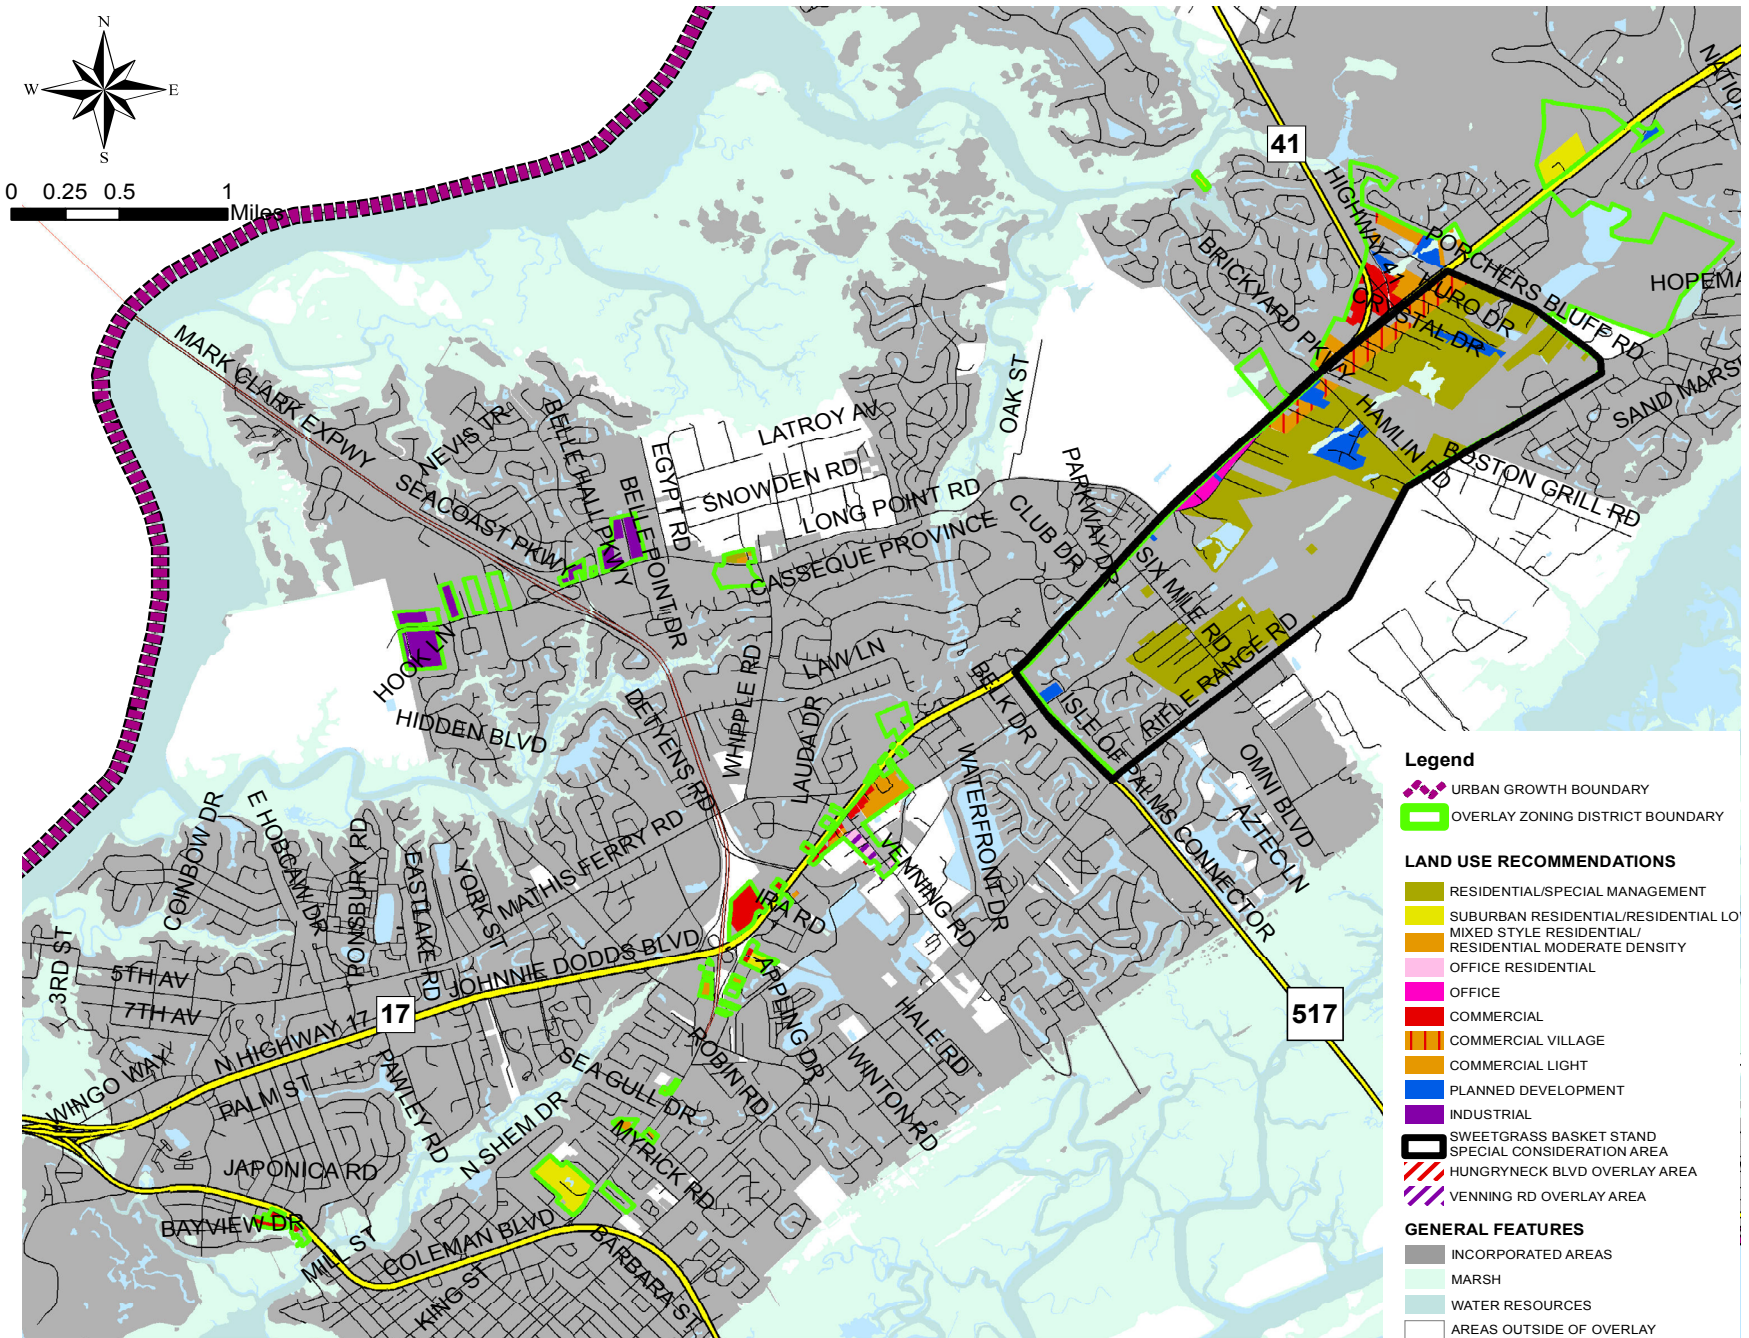 N
W E
S
0 0.25 0.5 1
Miles
41
HIGHWAY 41
NATION
PORCHERS BLUFF RD
BRICKYARD PKWY
CRYSTAL DR
MURO DR
HOPEMA
SAND MARS
OAK ST
MARK CLARK EXPWY
NEVIS TR
BELLE HALL PKWY
SEACOAST PKWY
EGYPT RD
LATROY AV
SNOWDEN RD
LONG POINT RD
BELLE POINT DR
CASSEQUE PROVINCE
CLUB DR
PARKWAY DR
HAMLIN RD
BOSTON GRILL RD
SIX MILE RD
RIFLE RANGE RD
HOOK LN
HIDDEN BLVD
WHIPPLE RD
LAW LN
LAUDA DR
DETYENS RD
BELK DR
ISLE OF PALMS CONNECTOR
WATERFRONT DR
OMNI BLVD
AZTEC LN
COINBOW DR
E HOBCAW DR
RONSBURY RD
EASTLAKE RD
YORK ST
MATHIS FERRY RD
VENNING RD
IRA RD
3RD ST
5TH AV
7TH AV
JOHNNIE DODDS BLVD
17
N HIGHWAY 17
APPLING DR
HALE RD
517
WINGO WAY
PALM ST
PAWLEY RD
SEA GULL DR
ROBIN RD
WINTON RD
N SHEM DR
MYRICK RD
JAPONICA RD
BAYVIEW DR
MILL ST
COLEMAN BLVD
KING ST
BARBARA ST
Legend
URBAN GROWTH BOUNDARY
OVERLAY ZONING DISTRICT BOUNDARY
LAND USE RECOMMENDATIONS
RESIDENTIAL/SPECIAL MANAGEMENT
SUBURBAN RESIDENTIAL/RESIDENTIAL LOW
MIXED STYLE RESIDENTIAL/
RESIDENTIAL MODERATE DENSITY
OFFICE RESIDENTIAL
OFFICE
COMMERCIAL
COMMERCIAL VILLAGE
COMMERCIAL LIGHT
PLANNED DEVELOPMENT
INDUSTRIAL
SWEETGRASS BASKET STAND
SPECIAL CONSIDERATION AREA
HUNGRYNECK BLVD OVERLAY AREA
VENNING RD OVERLAY AREA
GENERAL FEATURES
INCORPORATED AREAS
MARSH
WATER RESOURCES
AREAS OUTSIDE OF OVERLAY